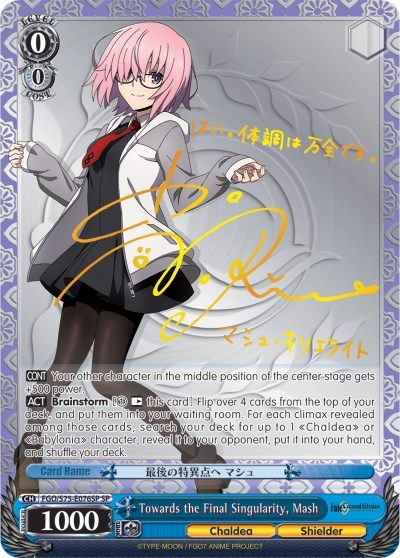 LEVEL
0
0
COST
はい。体調は万全です。
マシュ・キリエライト
CONT Your other character in the middle position of the center stage gets
+500 power.
ACT Brainstorm [① this card] Flip over 4 cards from the top of your
deck, and put them into your waiting room. For each climax revealed
among those cards, search your deck for up to 1 «Chaldea» or
«Babylonia» character, reveal it to your opponent, put it into your hand,
and shuffle your deck.
Card Name 最後の特異点へ マシュ
CH FGO/S75-E076SP SP
Towards the Final Singularity, Mash
POWER 1000
Chaldea Shielder
©TYPE-MOON / FGO7 ANIME PROJECT